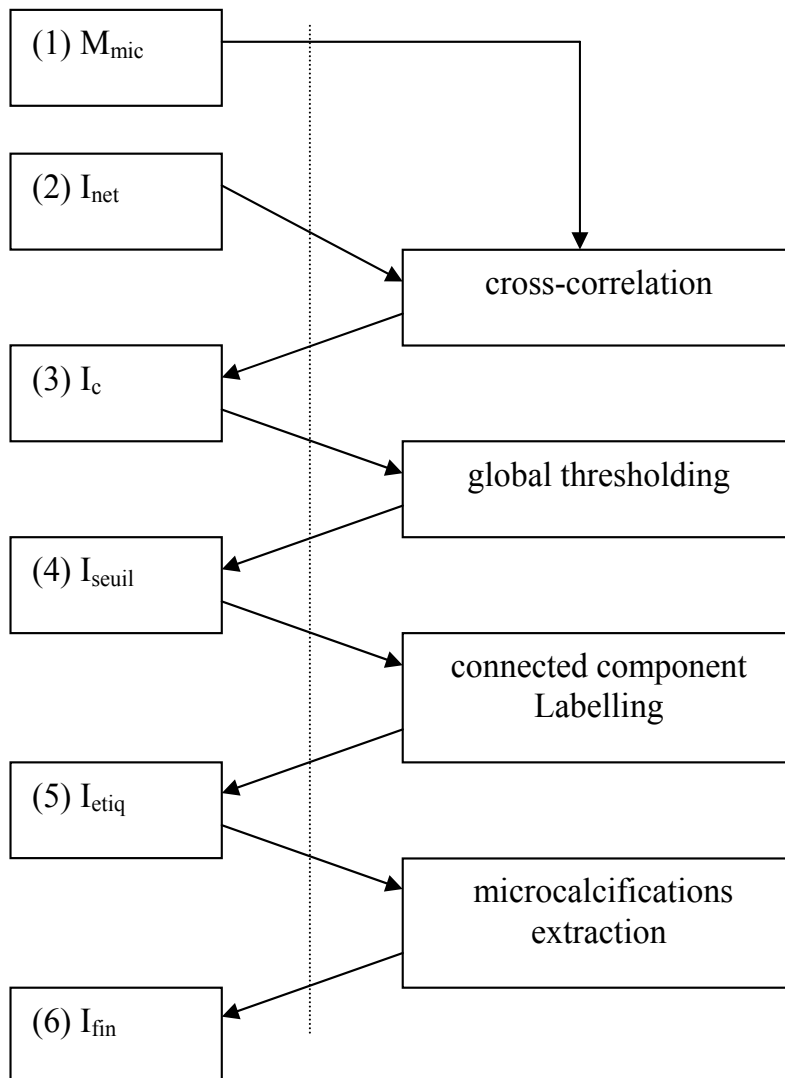 (1) Mmic
(2) Inet
cross-correlation
(3) Ic
global thresholding
(4) Iseuil
connected component
Labelling
(5) Ietiq
microcalcifications
extraction
(6) Ifin